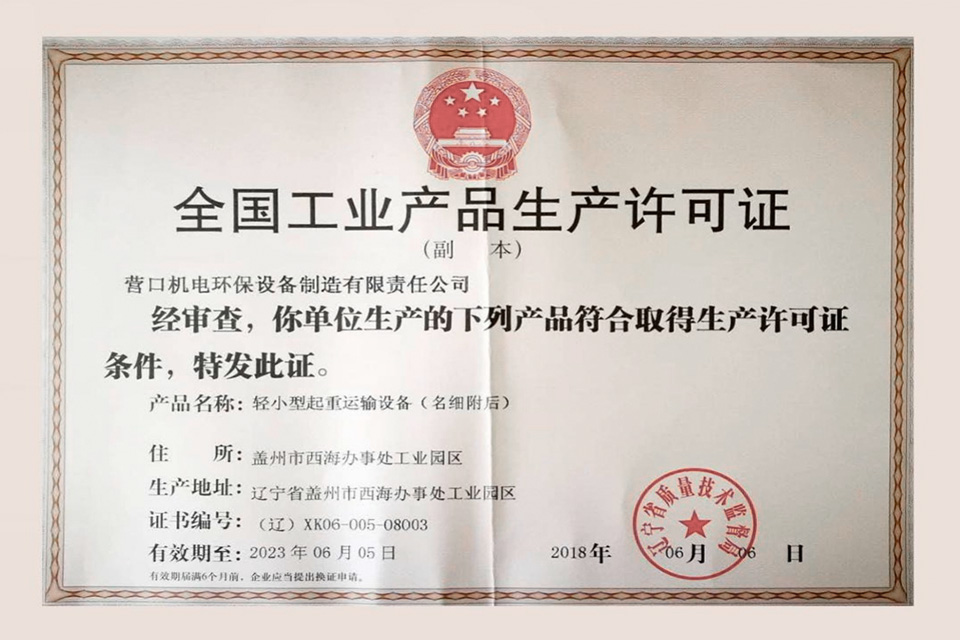 全国工业产品生产许可证
（副 本）
营口机电环保设备制造有限责任公司
经审查，你单位生产的下列产品符合取得生产许可证
条件，特发此证。
产品名称：轻小型起重运输设备（名细附后）
住 所：盖州市西海办事处工业园区
生产地址：辽宁省盖州市西海办事处工业园区
证书编号：（辽）XK06-005-08003
有效期至：2023年06月05日
2018年 06月 06 日
有效期届满6个月前，企业应当提出换证申请。
辽宁省质量技术监督局